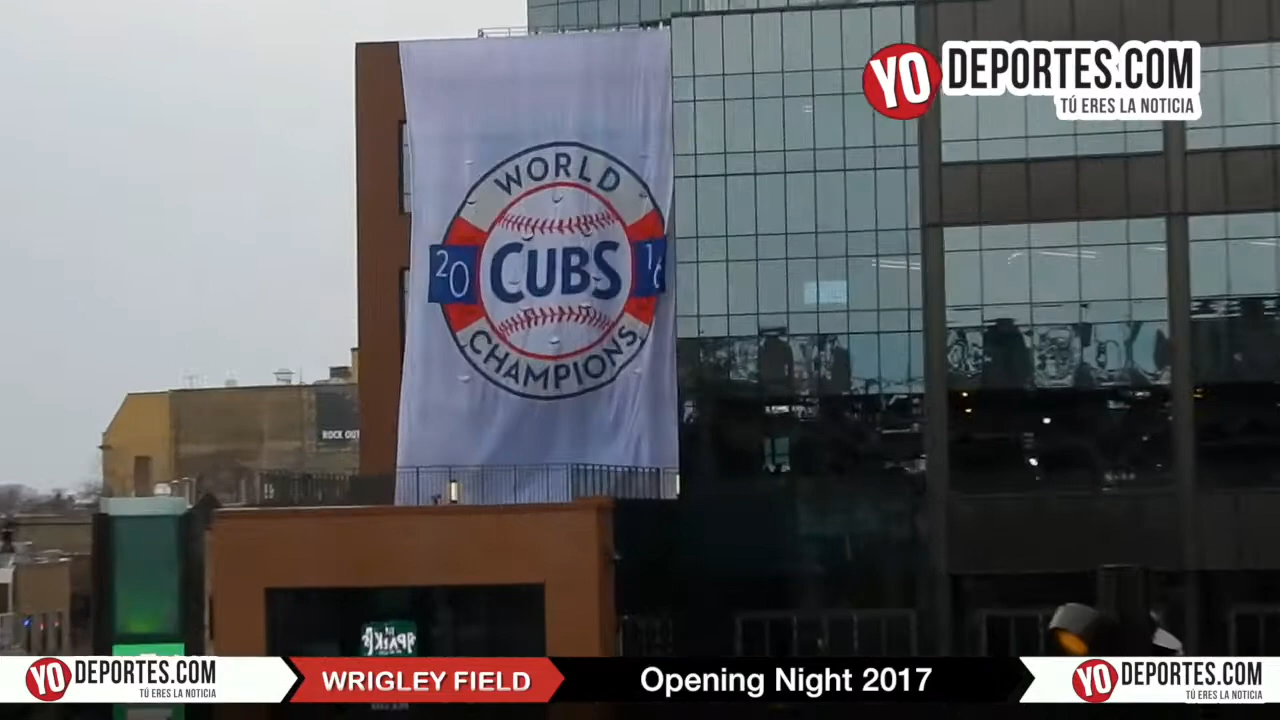 YO DEPORTES.COM
TÚ ERES LA NOTICIA
WORLD
20 CUBS 16
CHAMPIONS
ROCK OUT
YO DEPORTES.COM
TÚ ERES LA NOTICIA
WRIGLEY FIELD
Opening Night 2017
YO DEPORTES.COM
TÚ ERES LA NOTICIA